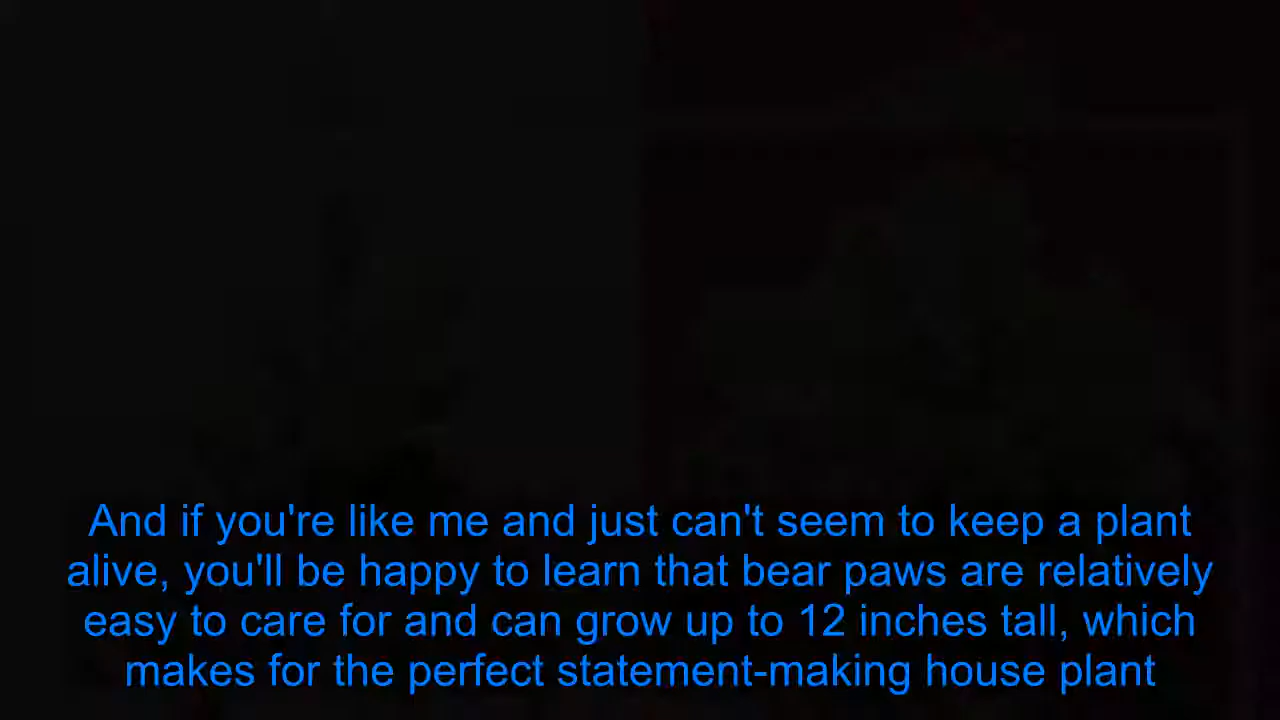 And if you're like me and just can't seem to keep a plant
alive, you'll be happy to learn that bear paws are relatively
easy to care for and can grow up to 12 inches tall, which
makes for the perfect statement-making house plant